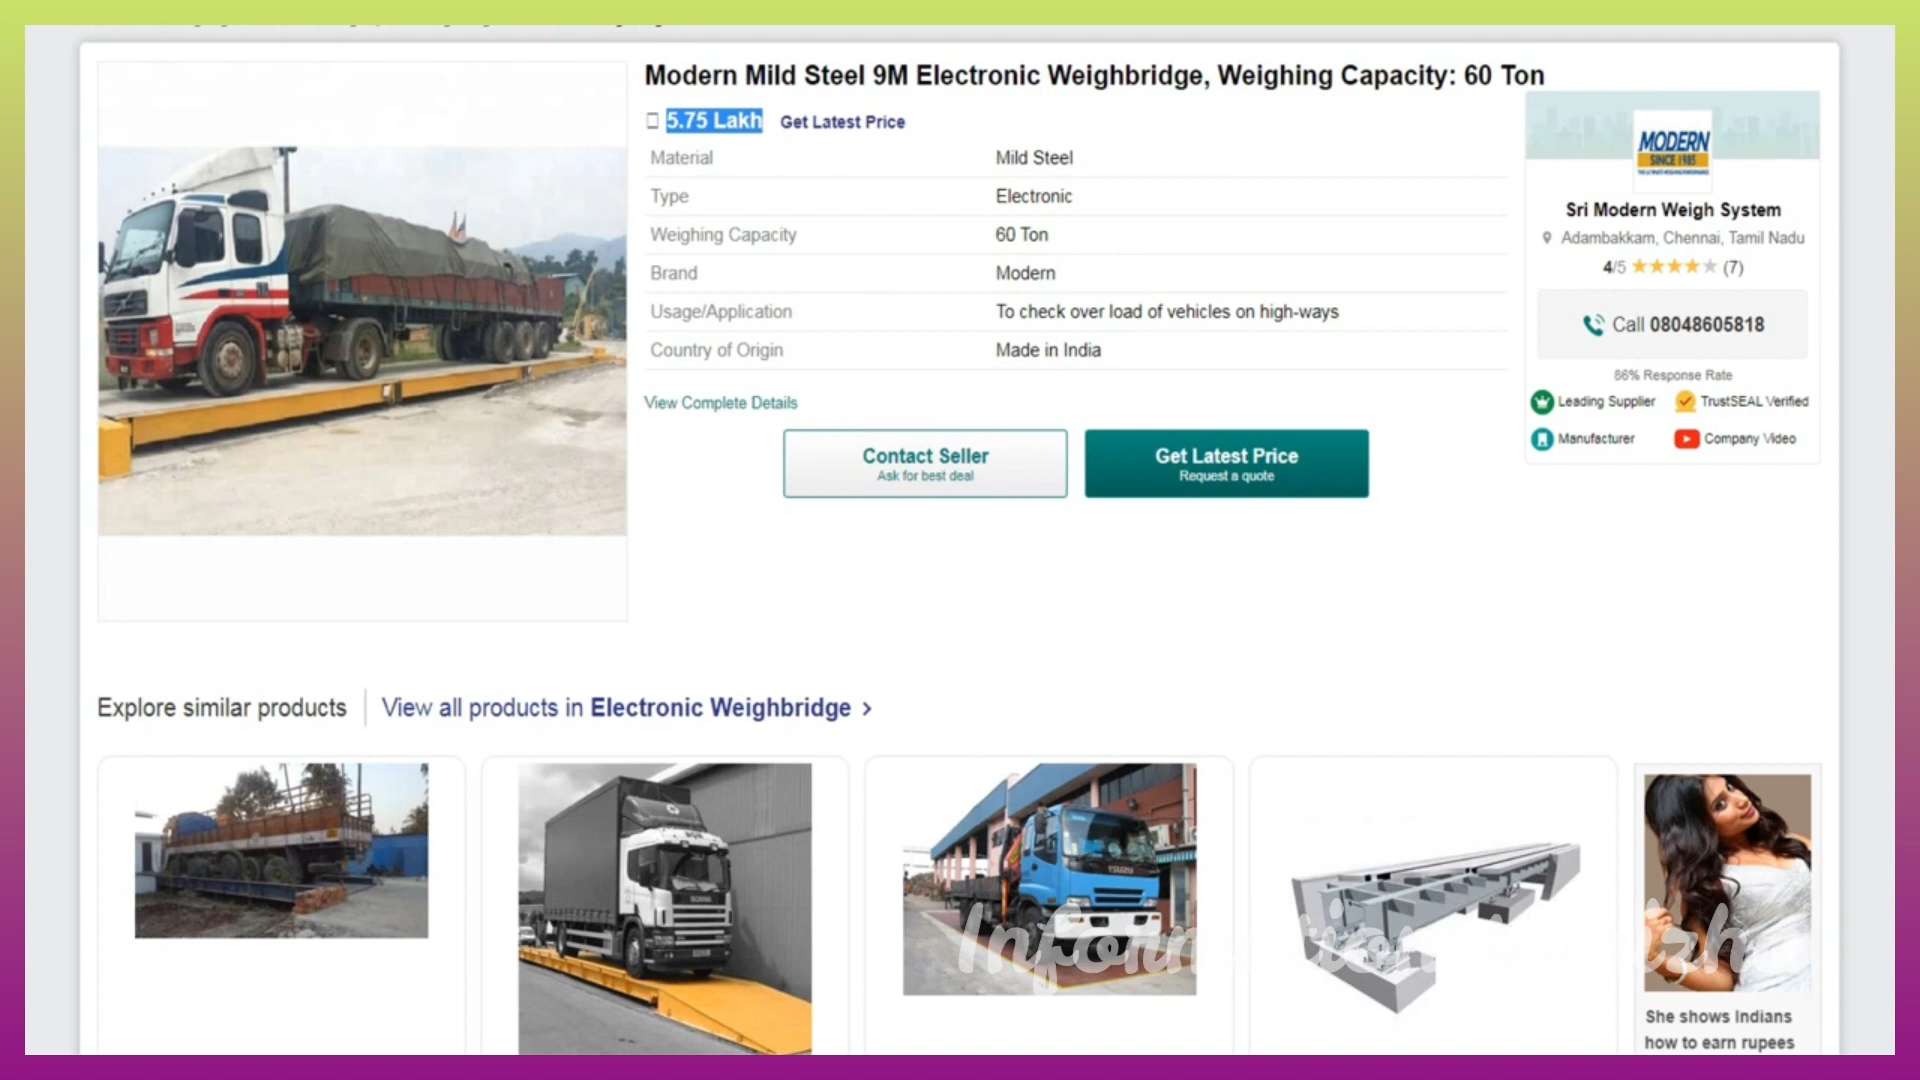 Modern Mild Steel 9M Electronic Weighbridge, Weighing Capacity: 60 Ton
5.75 Lakh Get Latest Price
Material Mild Steel
Type Electronic
Weighing Capacity 60 Ton
Brand Modern
Usage/Application To check over load of vehicles on high-ways
Country of Origin Made in India
View Complete Details
Contact Seller
Ask for best deal
Get Latest Price
Request a quote
MODERN
SINCE 1985
Sri Modern Weigh System
Adambakkam, Chennai, Tamil Nadu
4/5 (7)
Call 08048605818
86% Response Rate
Leading Supplier TrustSEAL Verified
Manufacturer Company Video
Explore similar products View all products in Electronic Weighbridge >
SCANIA
ISUZU
She shows Indians
how to earn rupees